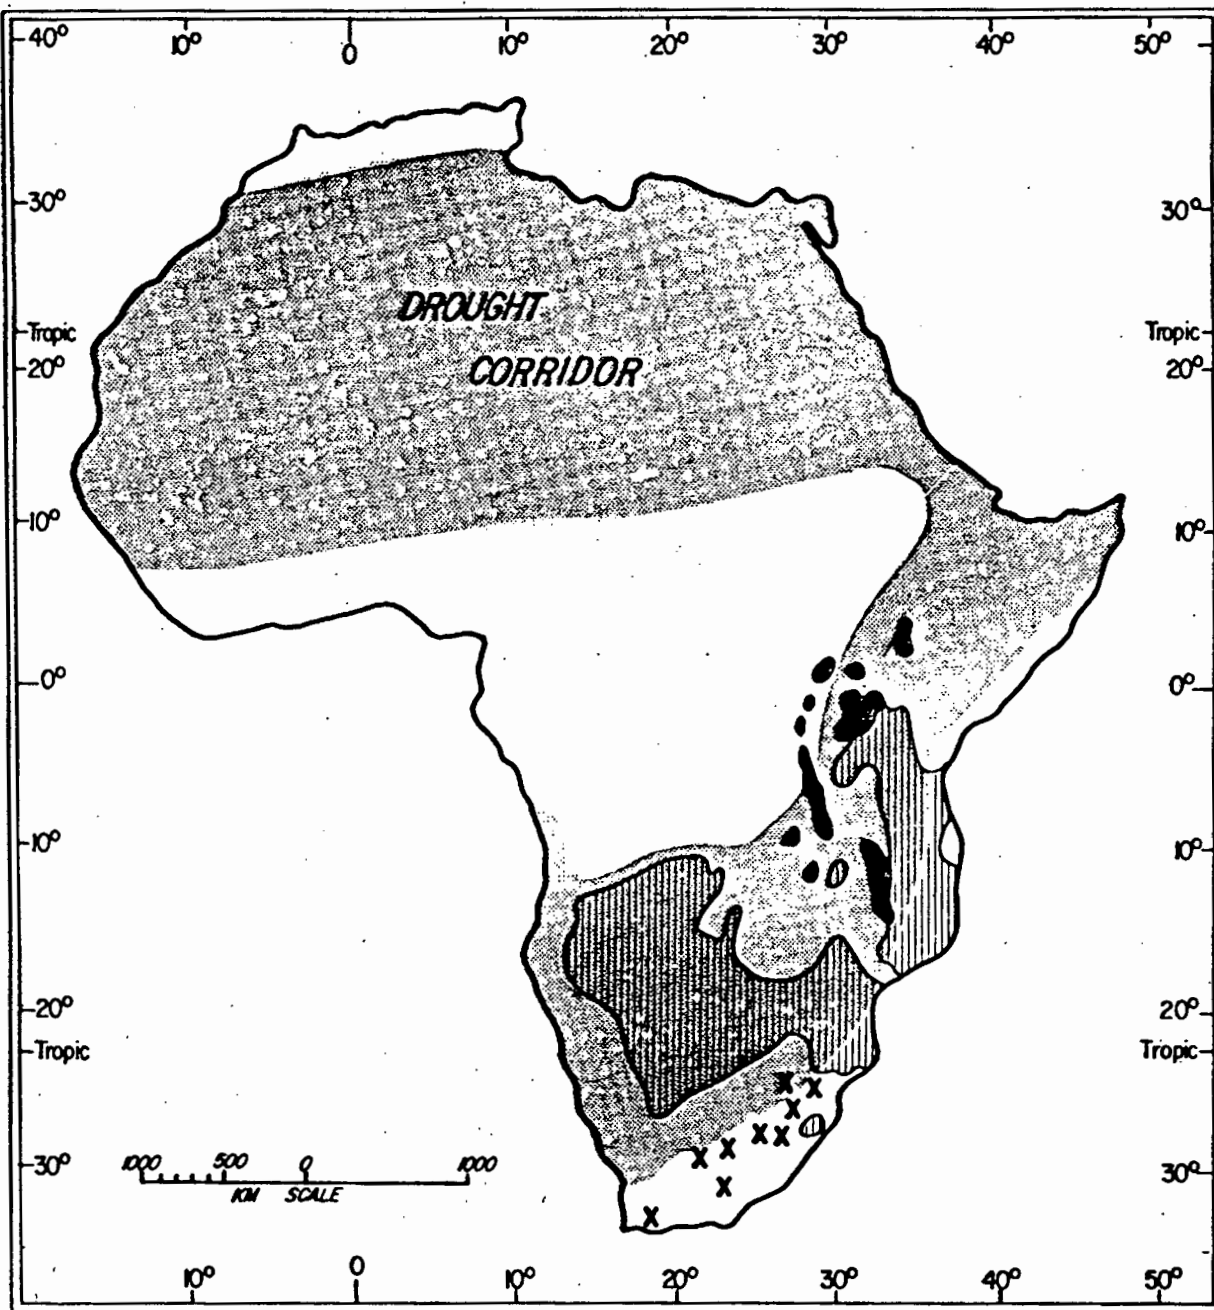 40° 10° 0 10° 20° 30° 40° 50°
30° 30°
DROUGHT
CORRIDOR
Tropic Tropic
20° 20°
10° 10°
0° 0°
10° 10°
20° 20°
Tropic Tropic
X X
X
X X
X X
X
X
30° 30°
1000 500 0 1000
KM SCALE
10° 0 10° 20° 30° 40° 50°